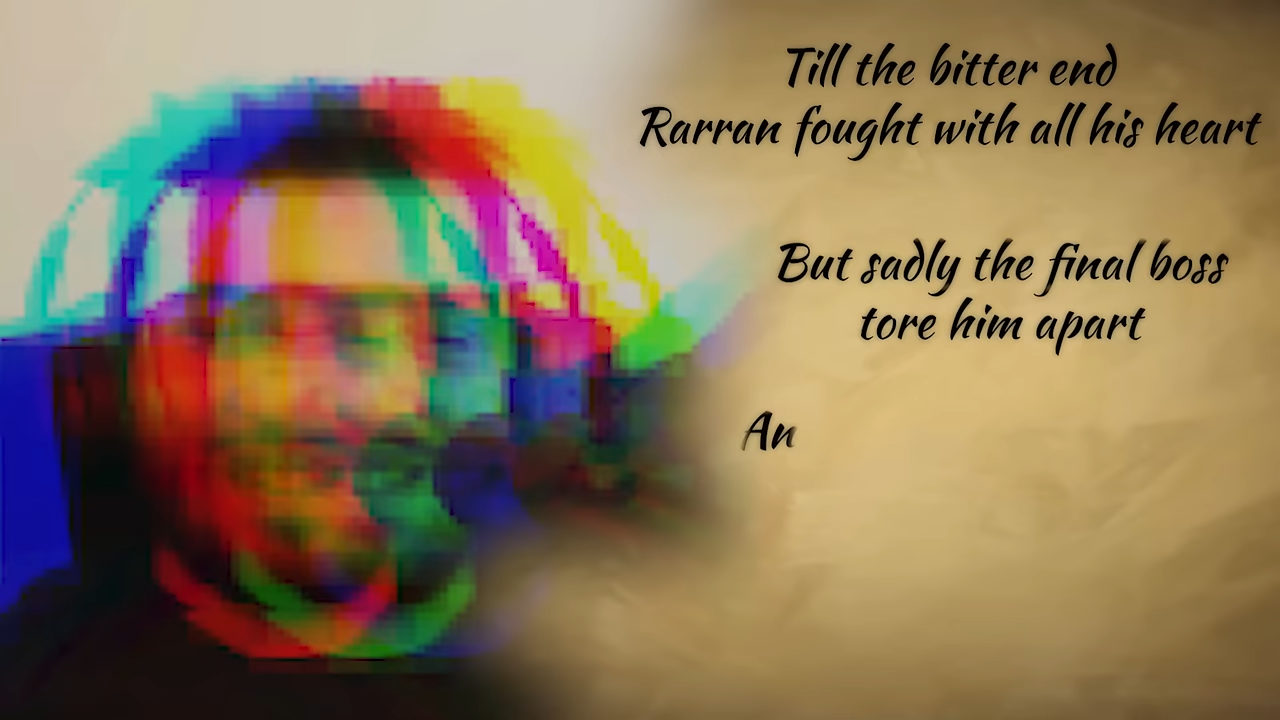 Till the bitter end
Rarran fought with all his heart
But sadly the final boss
tore him apart
An